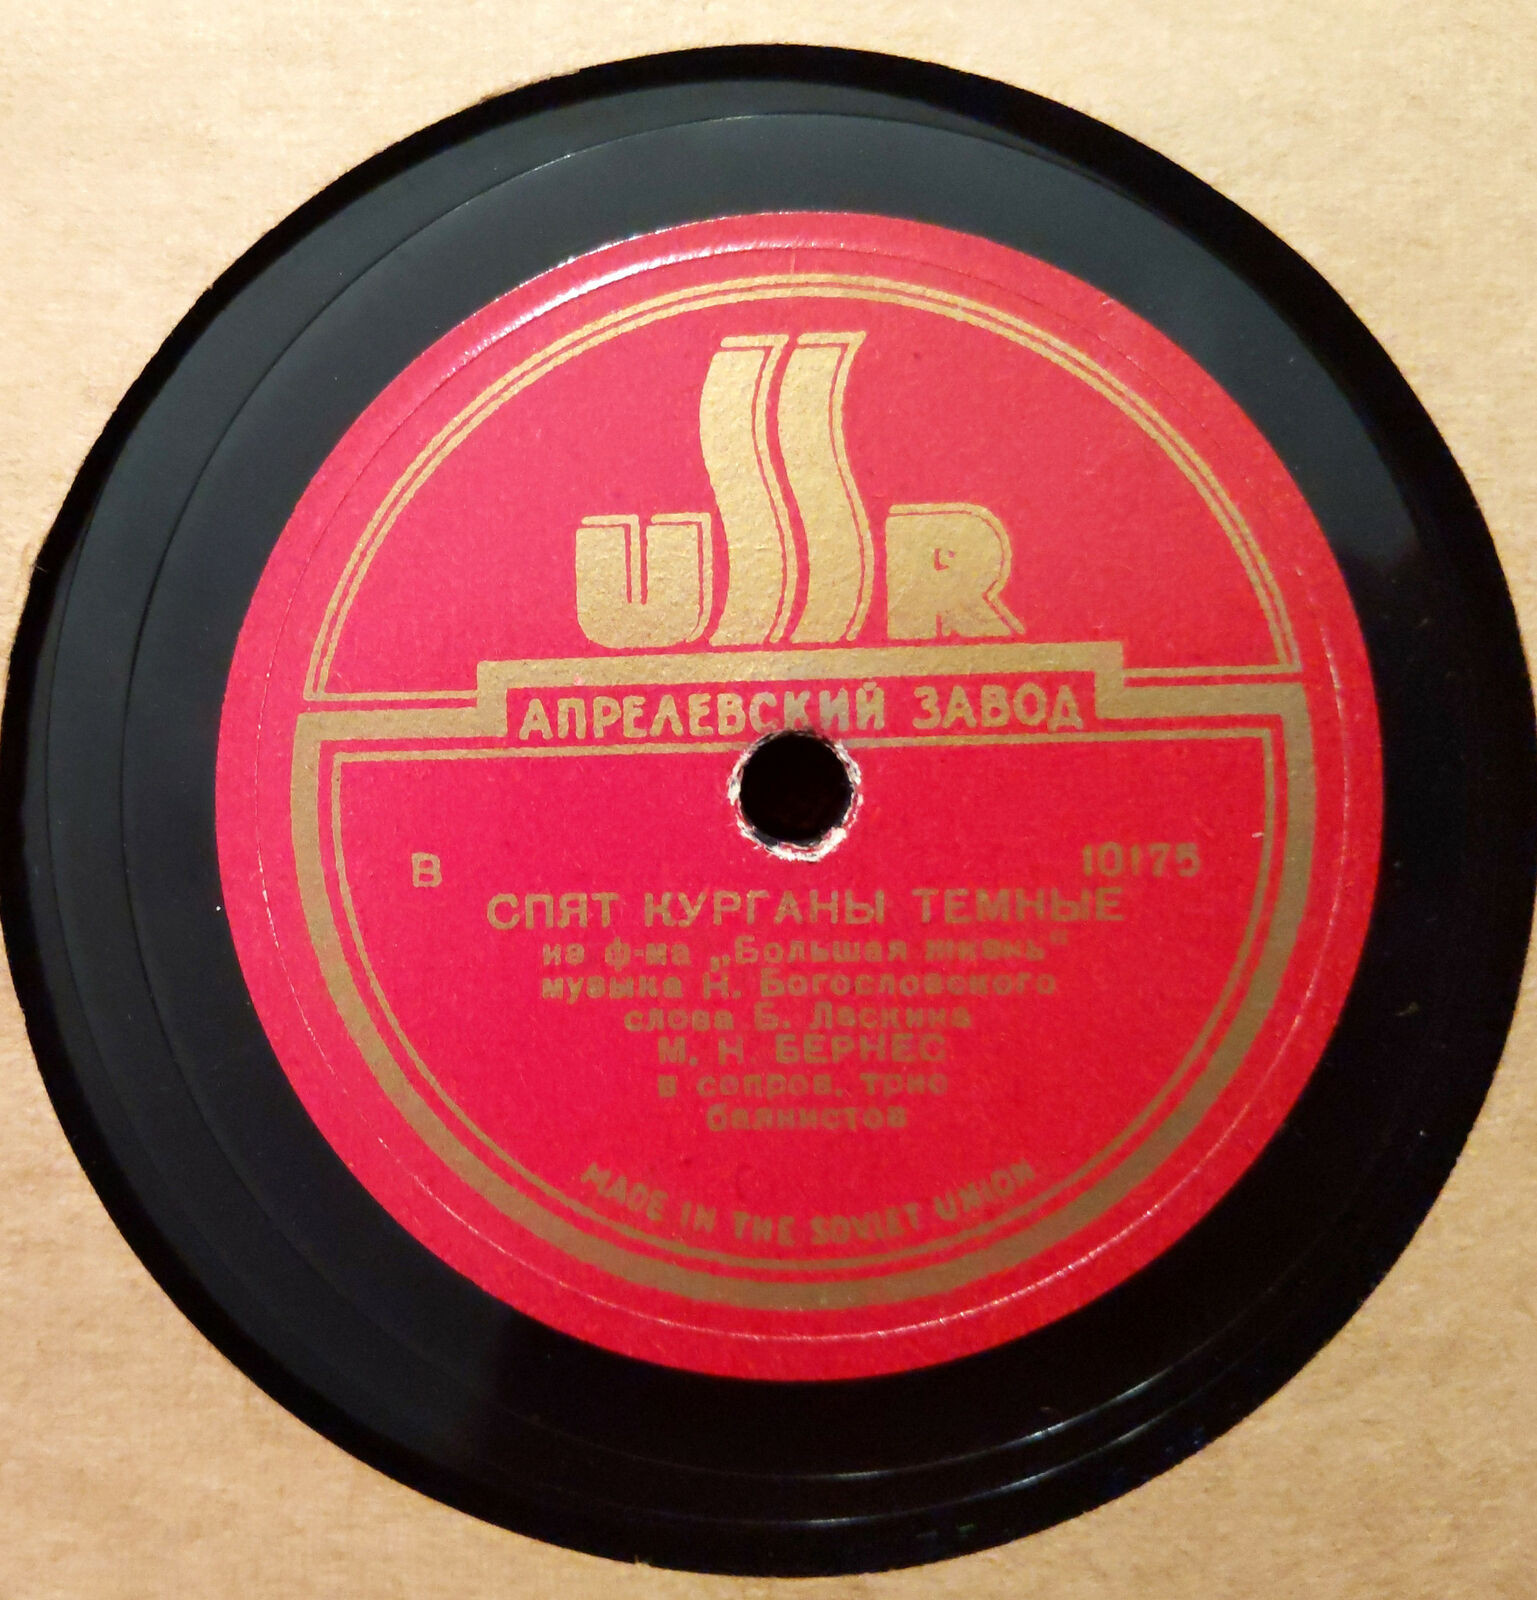 USSR
АПРЕЛЕВСКИЙ ЗАВОД
В 10175
СПЯТ КУРГАНЫ ТЕМНЫЕ
из ф-ма „Большая жизнь"
музыка Н. Богословского
слова Б. Ласкина
М. Н. БЕРНЕС
в сопров. трио
баянистов
MADE IN THE SOVIET UNION